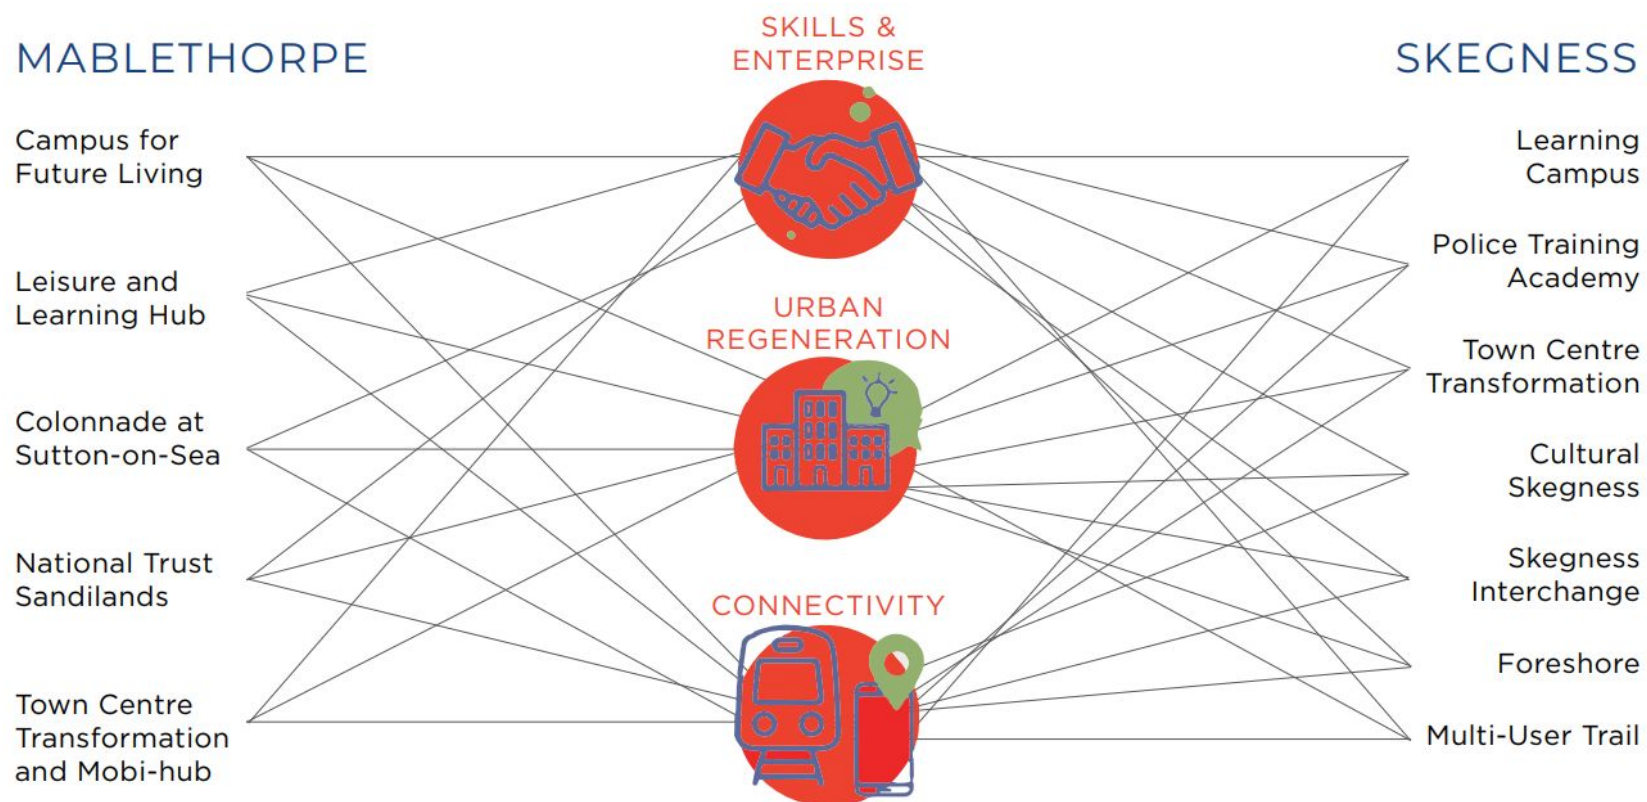 MABLETHORPE
Campus for
Future Living
Leisure and
Learning Hub
Colonnade at
Sutton-on-Sea
National Trust
Sandilands
Town Centre
Transformation
and Mobi-hub
SKILLS &
ENTERPRISE
URBAN
REGENERATION
CONNECTIVITY
SKEGNESS
Learning
Campus
Police Training
Academy
Town Centre
Transformation
Cultural
Skegness
Skegness
Interchange
Foreshore
Multi-User Trail